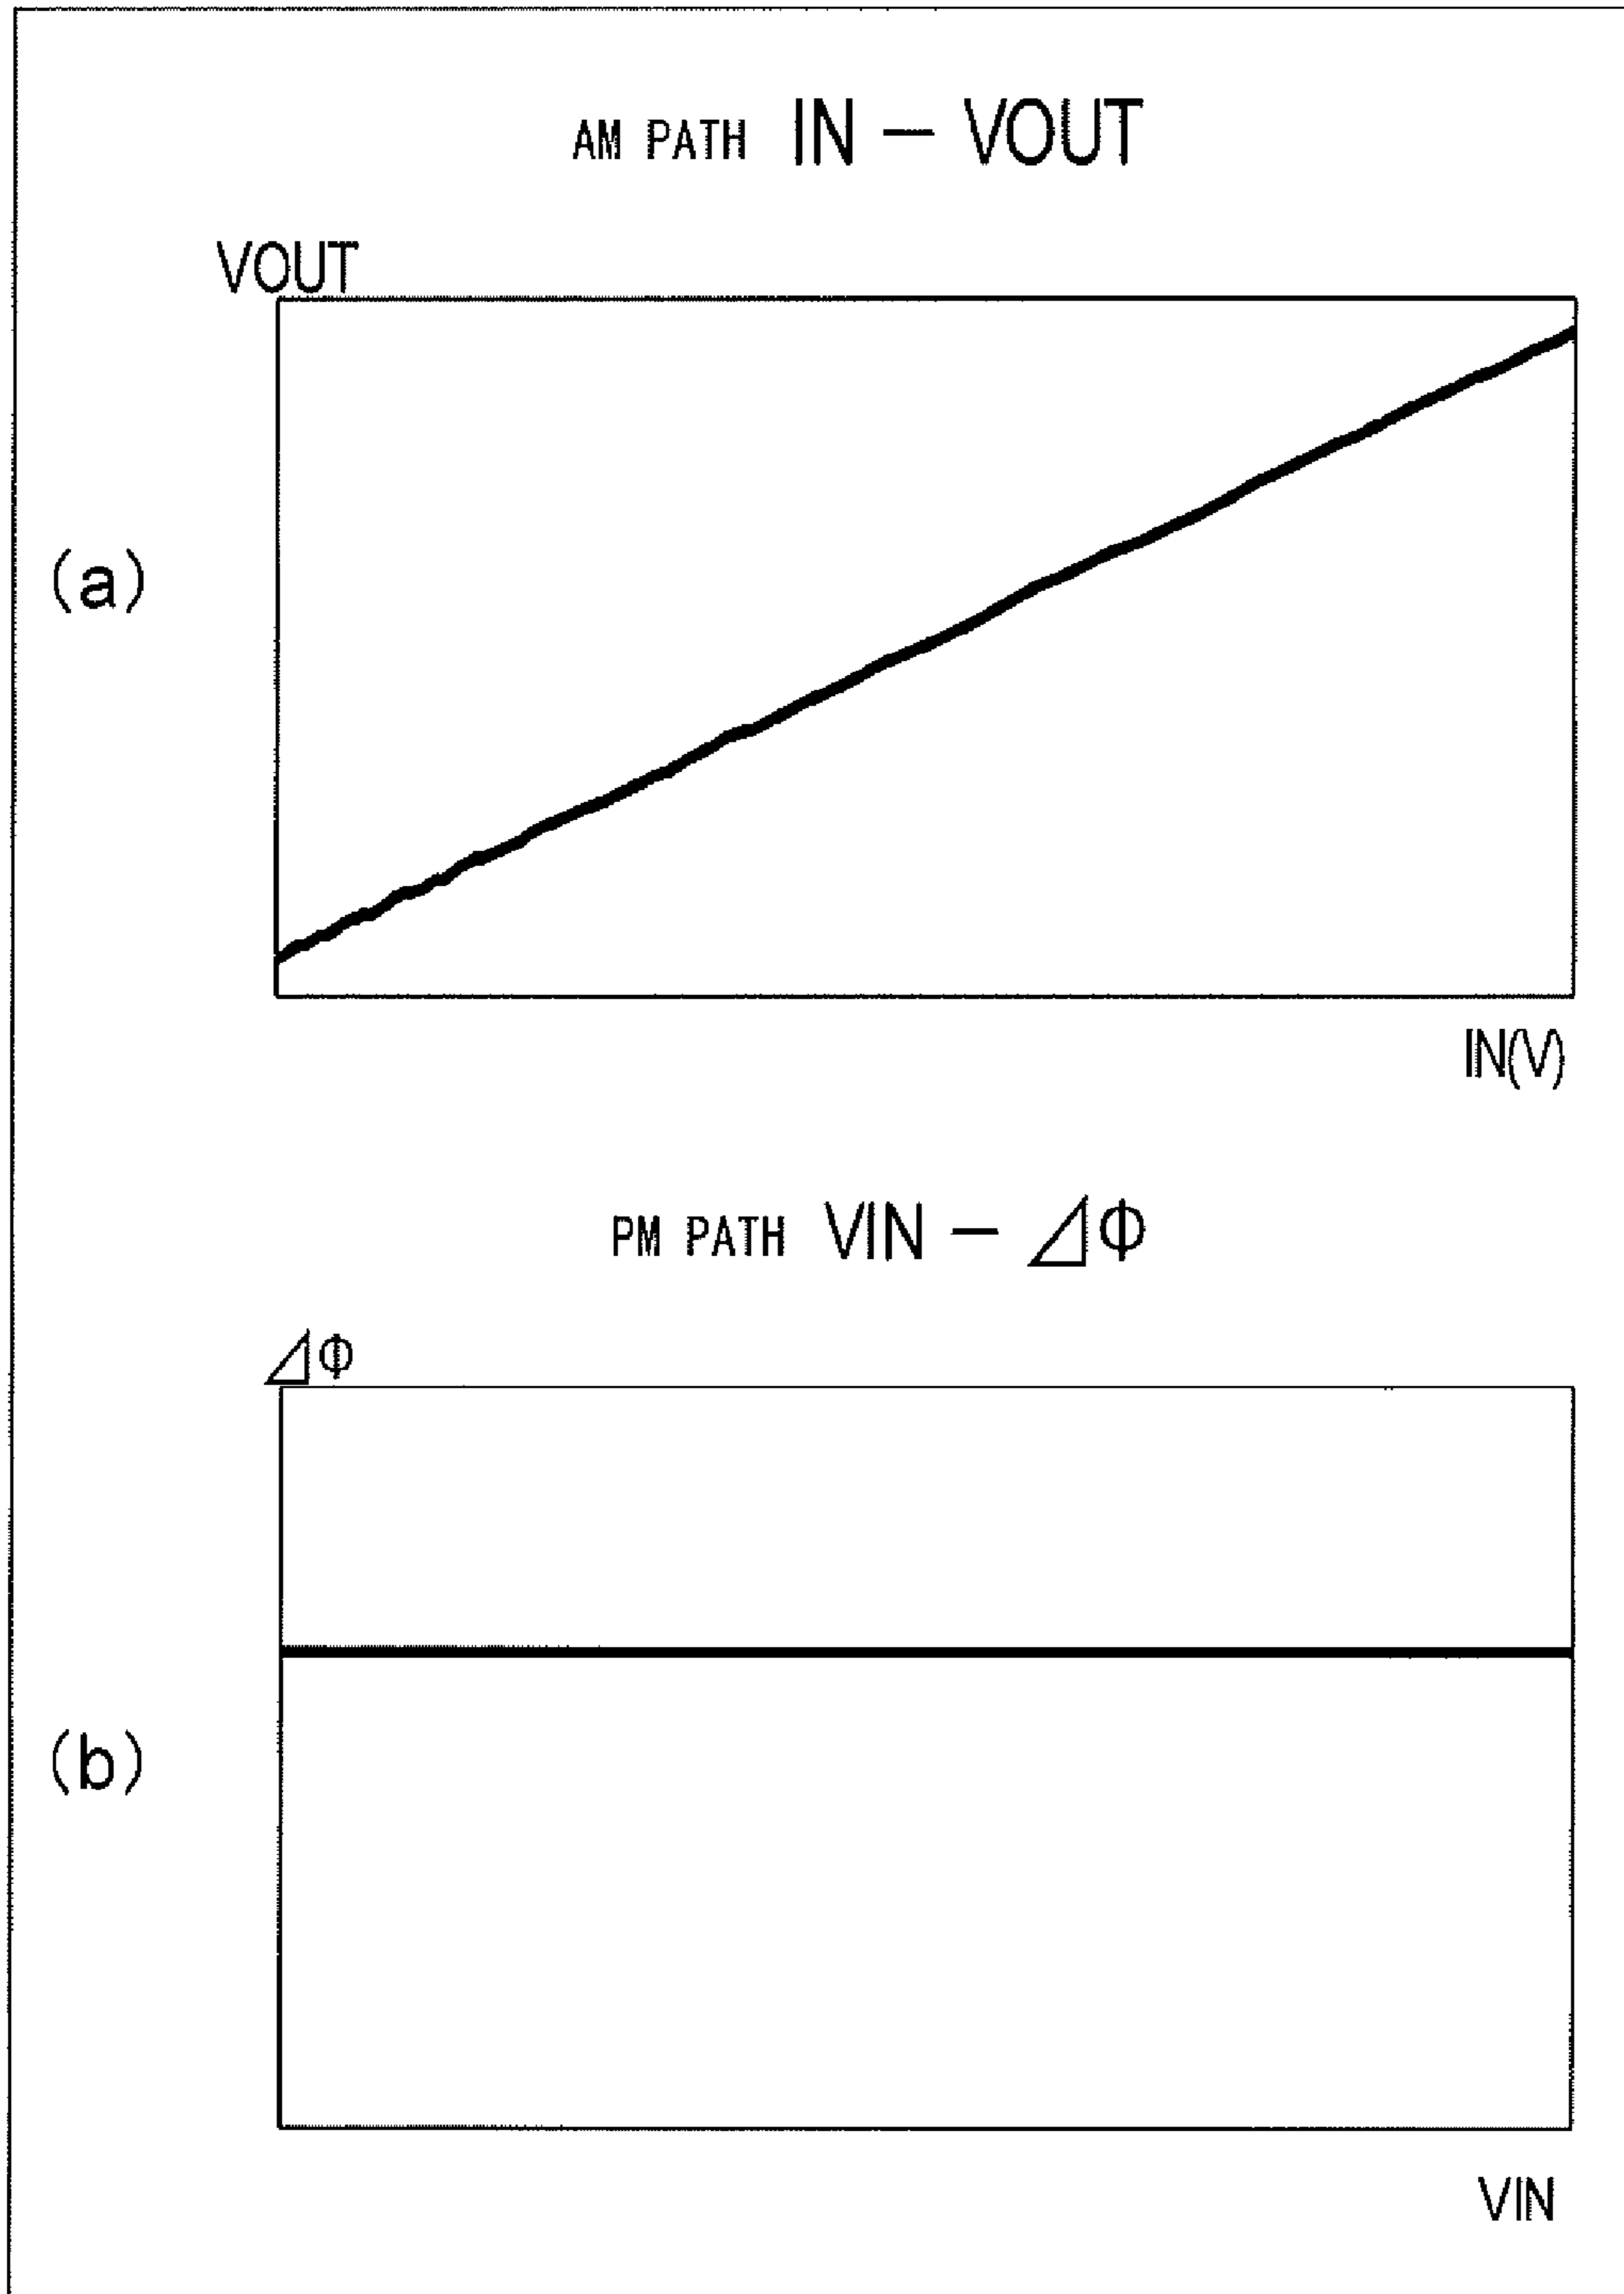 AM PATH IN — VOUT
VOUT
(a)
IN(V)
PM PATH VIN — ⊿Φ
⊿Φ
(b)
VIN